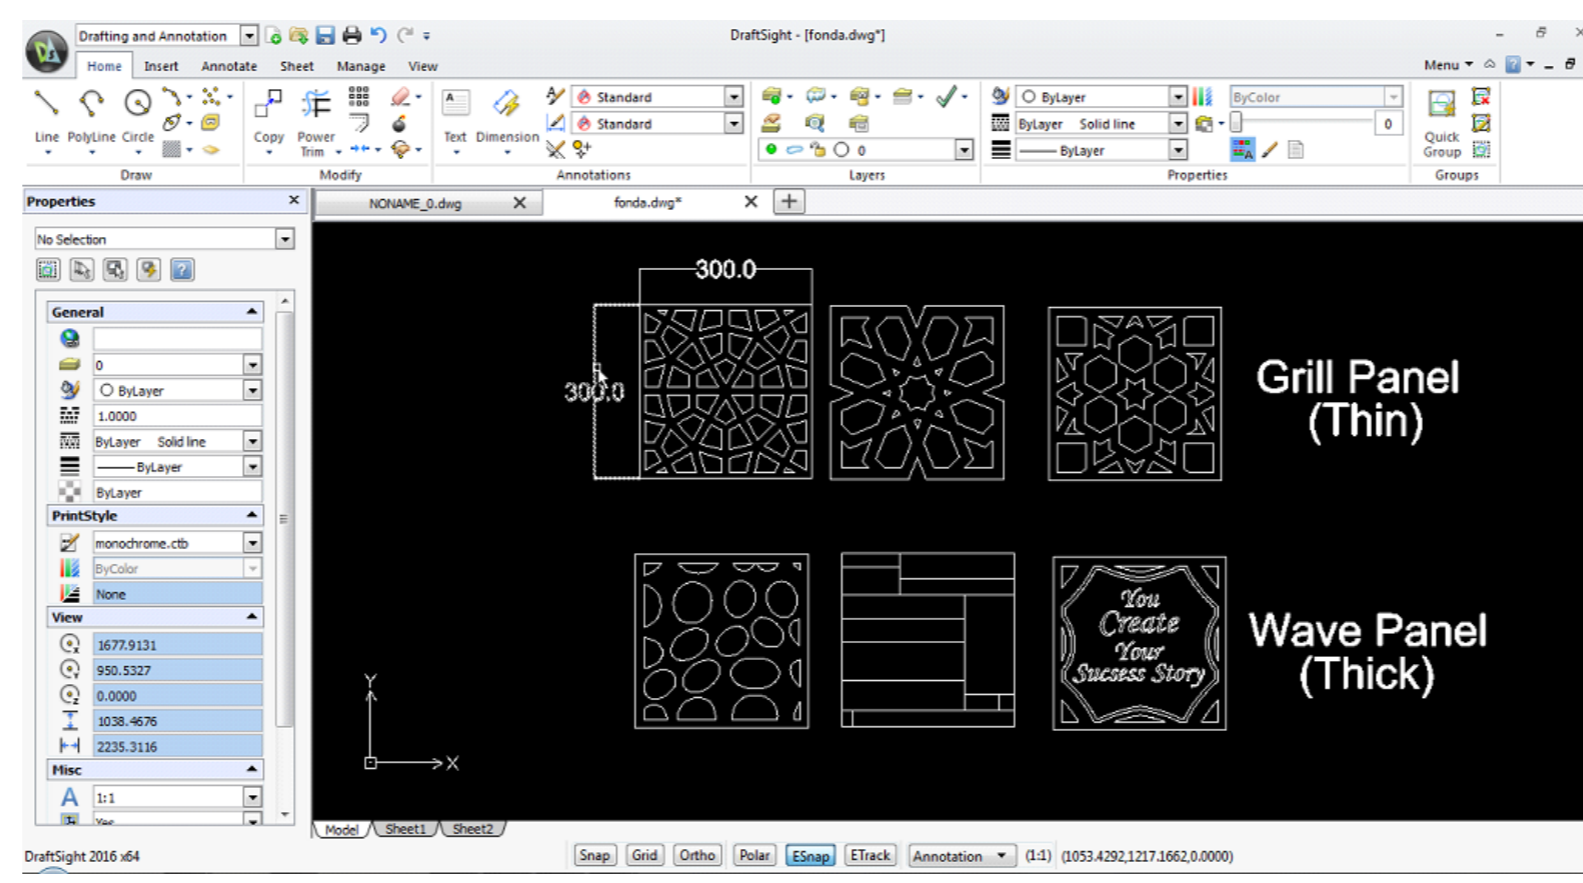 Drafting and Annotation
DraftSight - [fonda.dwg*]
Home Insert Annotate Sheet Manage View
Menu
Standard
ByLayer
ByColor
Standard
ByLayer Solid line
0
Line PolyLine Circle
Copy Power Trim
Text Dimension
0
ByLayer
Quick Group
Draw Modify Annotations Layers Properties Groups
Properties
NONAME_0.dwg
fonda.dwg*
No Selection
General
0
ByLayer
1.0000
ByLayer Solid line
ByLayer
ByLayer
PrintStyle
monochrome.ctb
ByColor
None
View
1677.9131
950.5327
0.0000
1038.4676
2235.3116
Misc
1:1
Yes
300.0
300.0
Grill Panel
(Thin)
You
Create
Your
Sucsess Story
Wave Panel
(Thick)
Y
X
Model Sheet1 Sheet2
DraftSight 2016 x64
Snap Grid Ortho Polar ESnap ETrack Annotation (1:1) (1053.4292,1217.1662,0.0000)